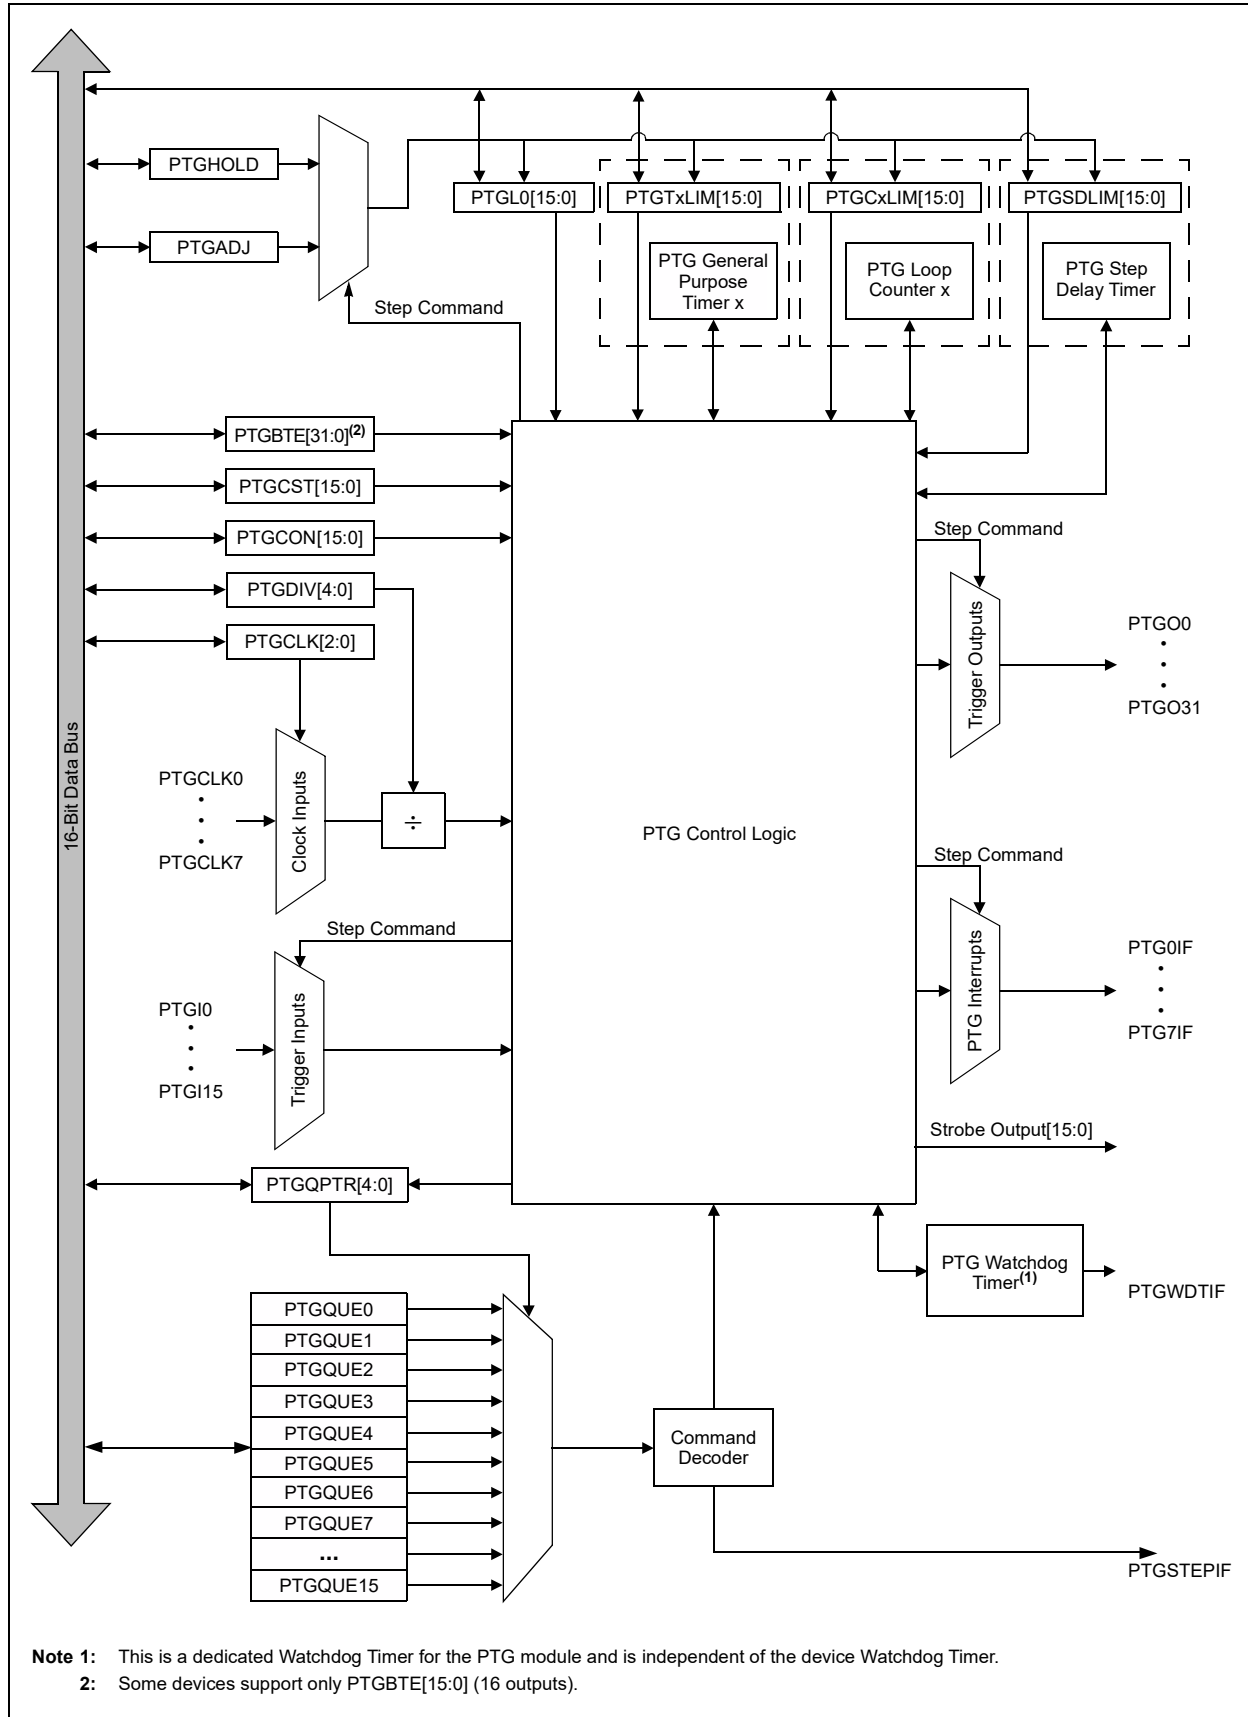 PTGHOLD
PTGADJ
PTGL0[15:0]
PTGTxLIM[15:0]
PTGCxLIM[15:0]
PTGSDLIM[15:0]
PTG General
Purpose
Timer x
PTG Loop
Counter x
PTG Step
Delay Timer
Step Command
PTGBTE[31:0](2)
PTGCST[15:0]
PTGCON[15:0]
PTGDIV[4:0]
PTGCLK[2:0]
16-Bit Data Bus
PTGCLK0
•
•
•
PTGCLK7
Clock Inputs
÷
PTG Control Logic
Step Command
Trigger Outputs
PTGO0
•
•
•
PTGO31
Step Command
PTG Interrupts
PTG0IF
•
•
•
PTG7IF
Step Command
PTGI0
•
•
•
PTGI15
Trigger Inputs
Strobe Output[15:0]
PTGQPTR[4:0]
PTG Watchdog
Timer(1)
PTGWDTIF
PTGQUE0
PTGQUE1
PTGQUE2
PTGQUE3
PTGQUE4
PTGQUE5
PTGQUE6
PTGQUE7
...
PTGQUE15
Command
Decoder
PTGSTEPIF
Note 1: This is a dedicated Watchdog Timer for the PTG module and is independent of the device Watchdog Timer.
2: Some devices support only PTGBTE[15:0] (16 outputs).